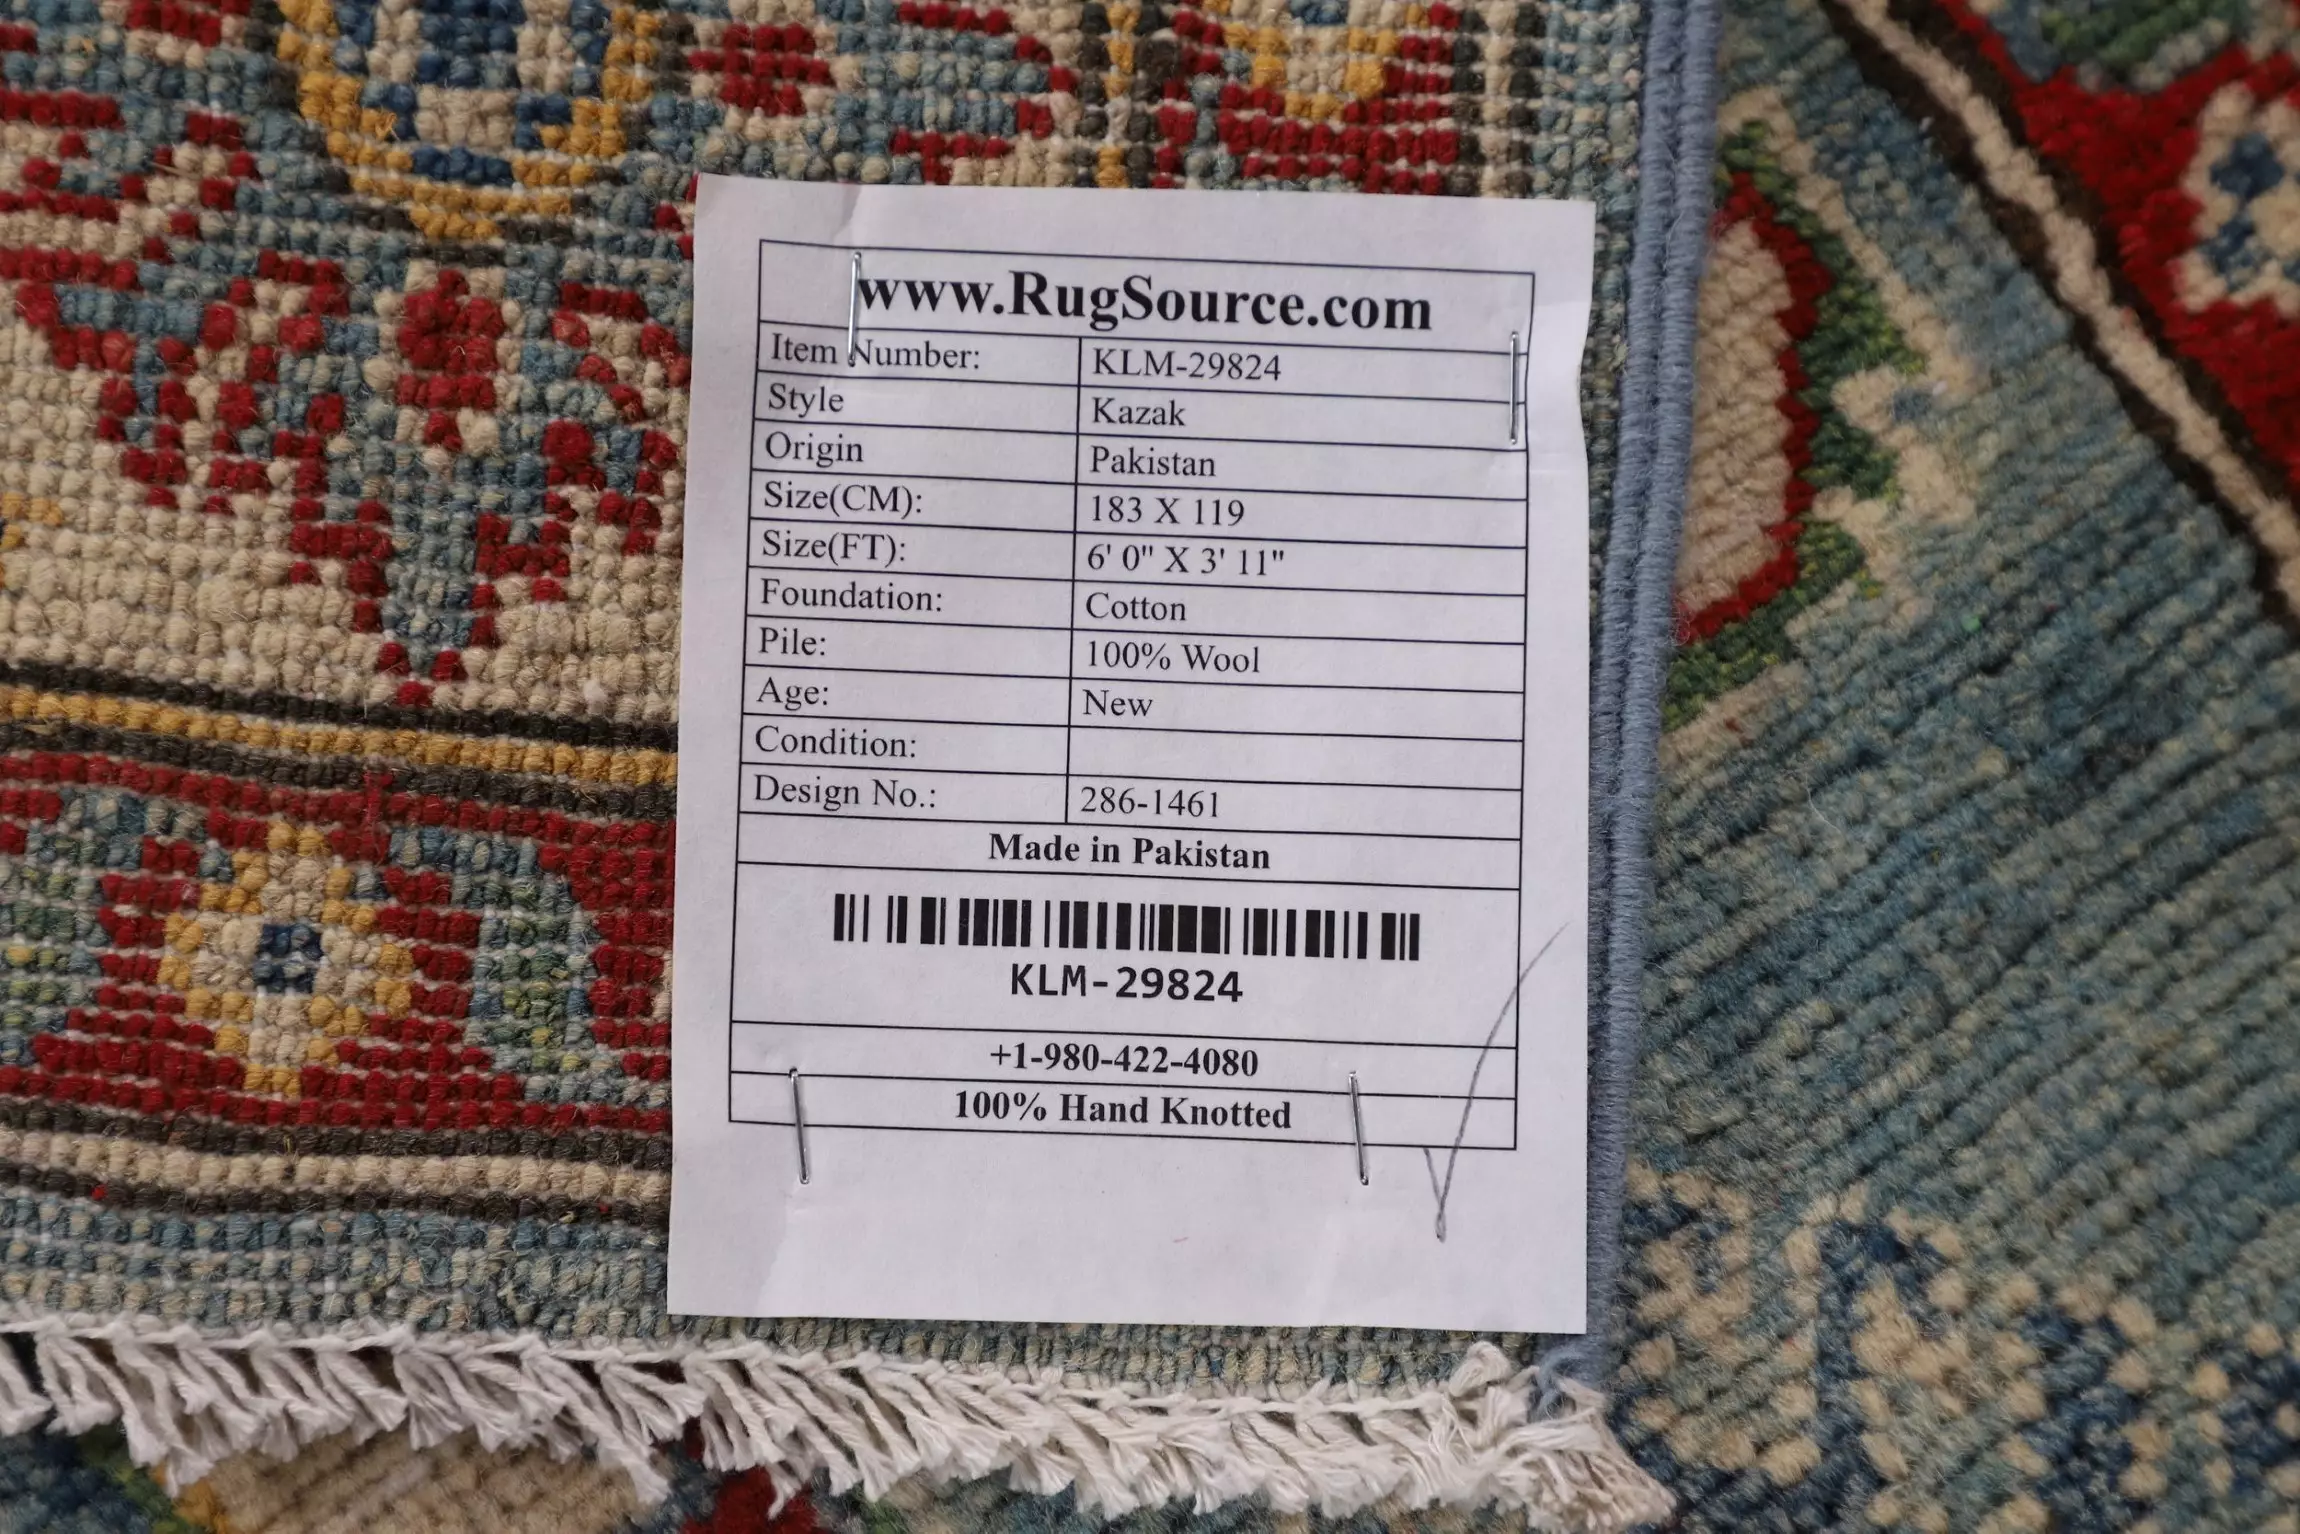 www.RugSource.com
Item Number: KLM-29824
Style Kazak
Origin Pakistan
Size(CM): 183 X 119
Size(FT): 6' 0" X 3' 11"
Foundation: Cotton
Pile: 100% Wool
Age: New
Condition:
Design No.: 286-1461
Made in Pakistan
KLM-29824
+1-980-422-4080
100% Hand Knotted